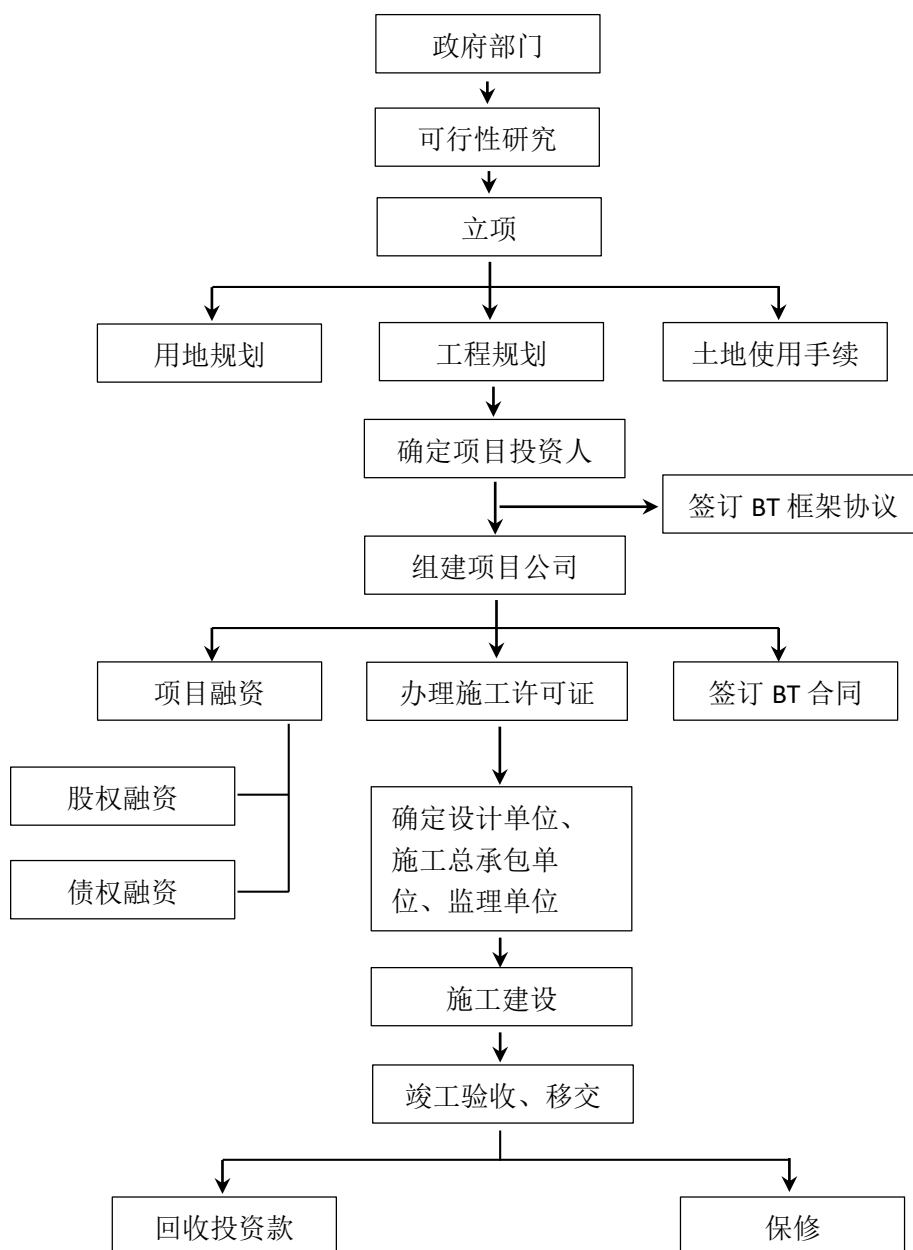 政府部门
可行性研究
立项
用地规划
工程规划
土地使用手续
确定项目投资人
签订 BT 框架协议
组建项目公司
项目融资
办理施工许可证
签订 BT 合同
股权融资
确定设计单位、
施工总承包单
位、监理单位
债权融资
施工建设
竣工验收、移交
回收投资款
保修